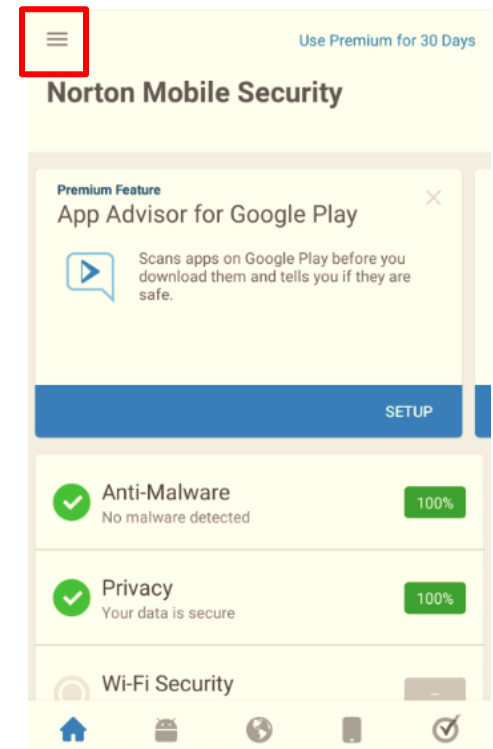 Use Premium for 30 Days
Norton Mobile Security
Premium Feature
App Advisor for Google Play
Scans apps on Google Play before you
download them and tells you if they are
safe.
SETUP
Anti-Malware
No malware detected
100%
Privacy
Your data is secure
100%
Wi-Fi Security
--